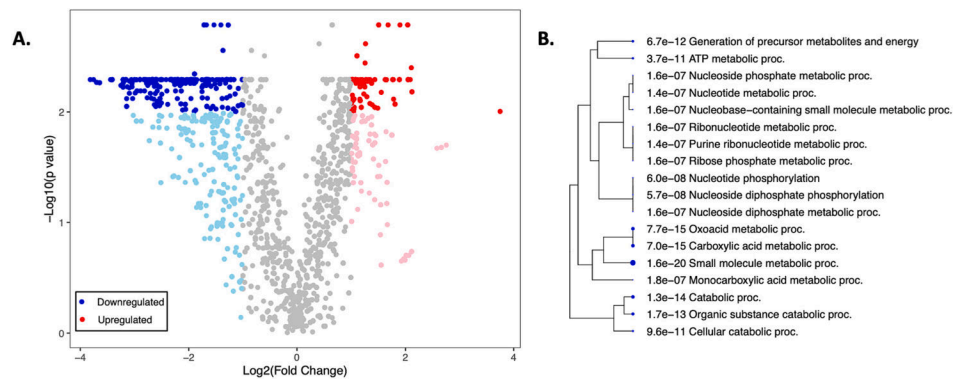 A.
−Log10(p value)
2
1
0
Downregulated
Upregulated
−4 −2 0 2 4
Log2(Fold Change)
B.
6.7e−12 Generation of precursor metabolites and energy
3.7e−11 ATP metabolic proc.
1.6e−07 Nucleoside phosphate metabolic proc.
1.4e−07 Nucleotide metabolic proc.
1.6e−07 Nucleobase−containing small molecule metabolic proc.
1.6e−07 Ribonucleotide metabolic proc.
1.4e−07 Purine ribonucleotide metabolic proc.
1.6e−07 Ribose phosphate metabolic proc.
6.0e−08 Nucleotide phosphorylation
5.7e−08 Nucleoside diphosphate phosphorylation
1.6e−07 Nucleoside diphosphate metabolic proc.
7.7e−15 Oxoacid metabolic proc.
7.0e−15 Carboxylic acid metabolic proc.
1.6e−20 Small molecule metabolic proc.
1.8e−07 Monocarboxylic acid metabolic proc.
1.3e−14 Catabolic proc.
1.7e−13 Organic substance catabolic proc.
9.6e−11 Cellular catabolic proc.